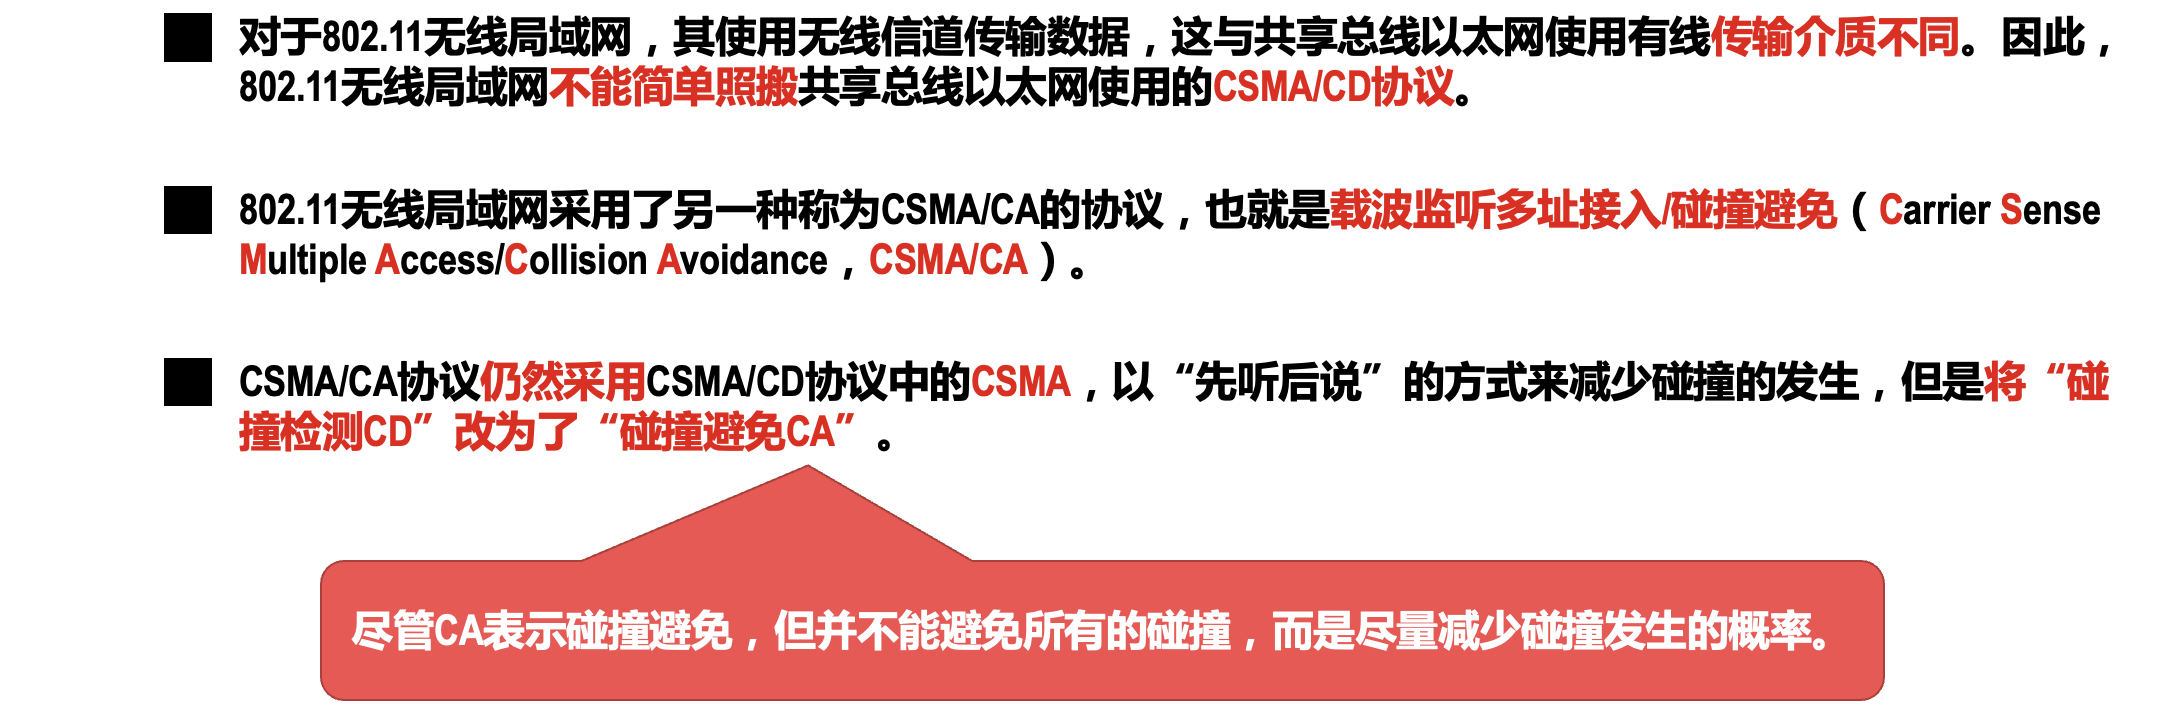 对于802.11无线局域网，其使用无线信道传输数据，这与共享总线以太网使用有线传输介质不同。因此，
802.11无线局域网不能简单照搬共享总线以太网使用的CSMA/CD协议。
802.11无线局域网采用了另一种称为CSMA/CA的协议，也就是载波监听多址接入/碰撞避免（Carrier Sense
Multiple Access/Collision Avoidance，CSMA/CA）。
CSMA/CA协议仍然采用CSMA/CD协议中的CSMA，以“先听后说”的方式来减少碰撞的发生，但是将“碰
撞检测CD”改为了“碰撞避免CA”。
尽管CA表示碰撞避免，但并不能避免所有的碰撞，而是尽量减少碰撞发生的概率。